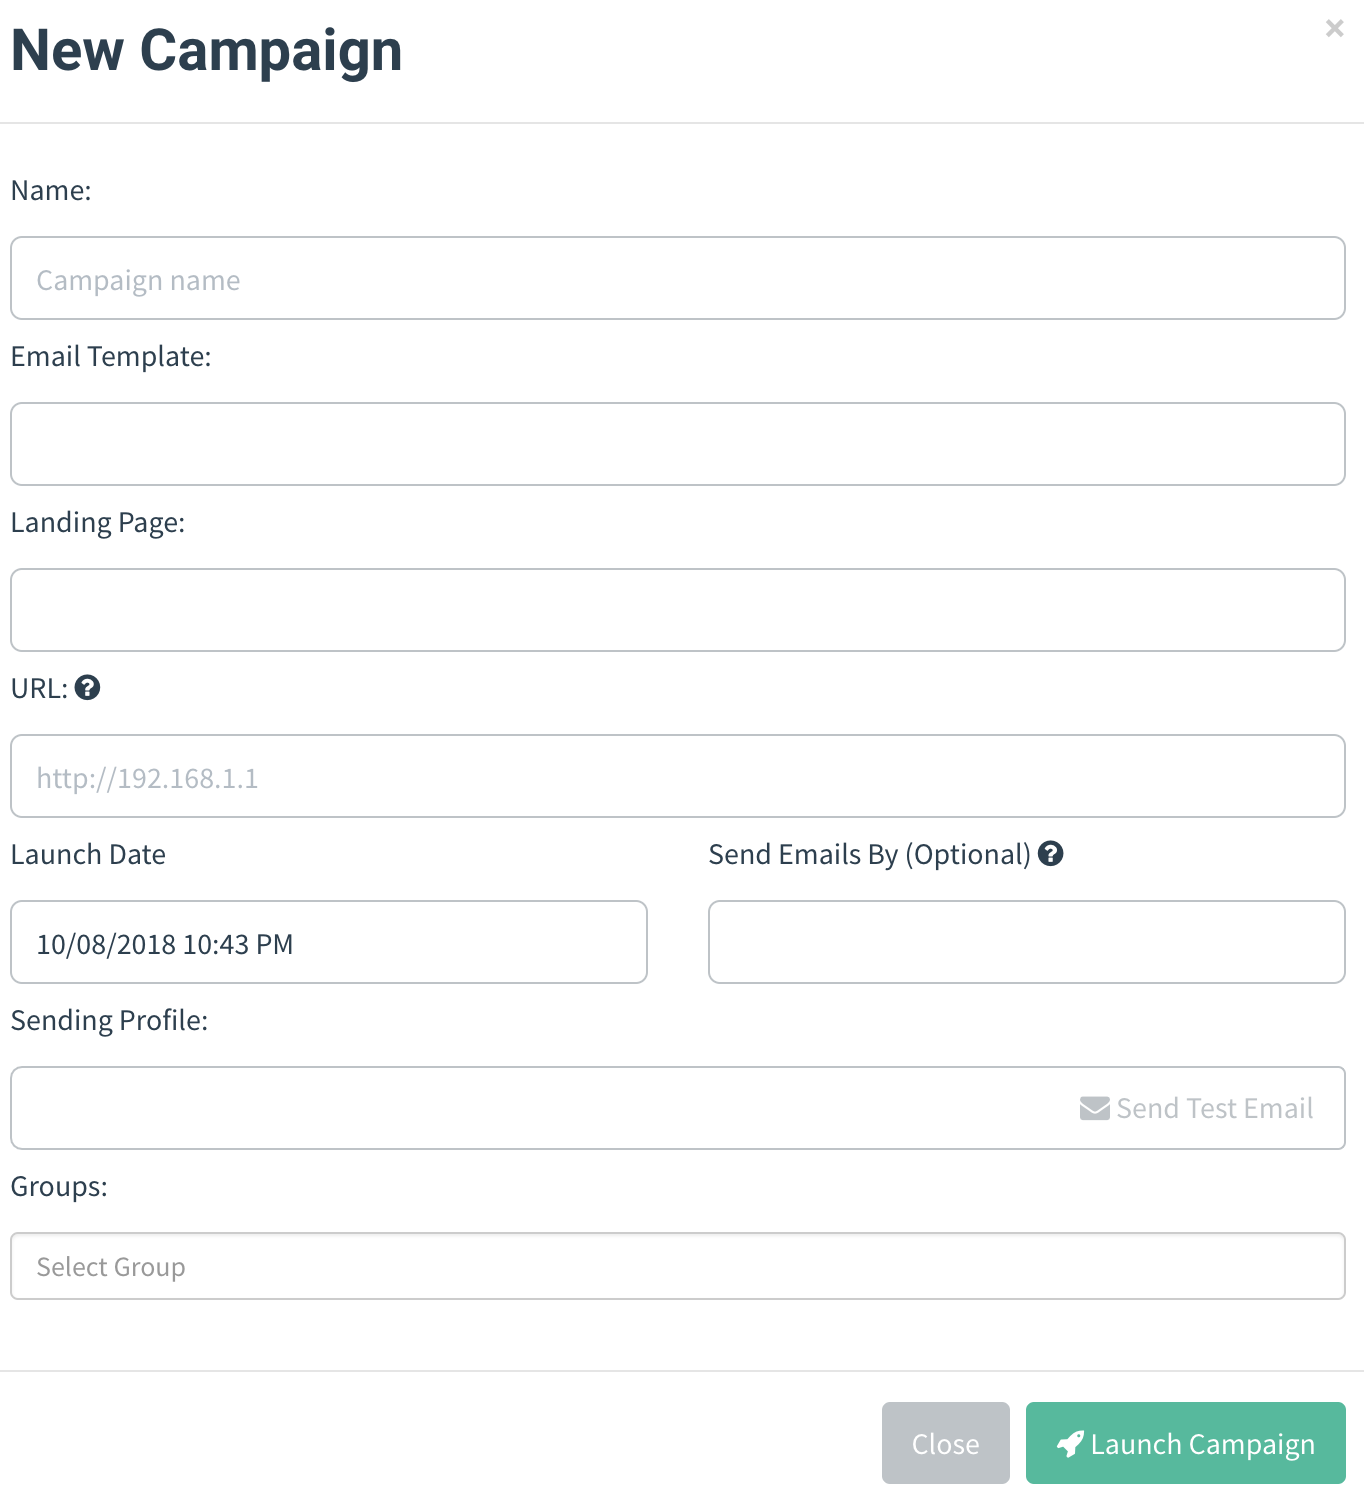 New Campaign
×
Name:
Campaign name
Email Template:
Landing Page:
URL:
http://192.168.1.1
Launch Date
Send Emails By (Optional)
10/08/2018 10:43 PM
Sending Profile:
Send Test Email
Groups:
Select Group
Close
Launch Campaign